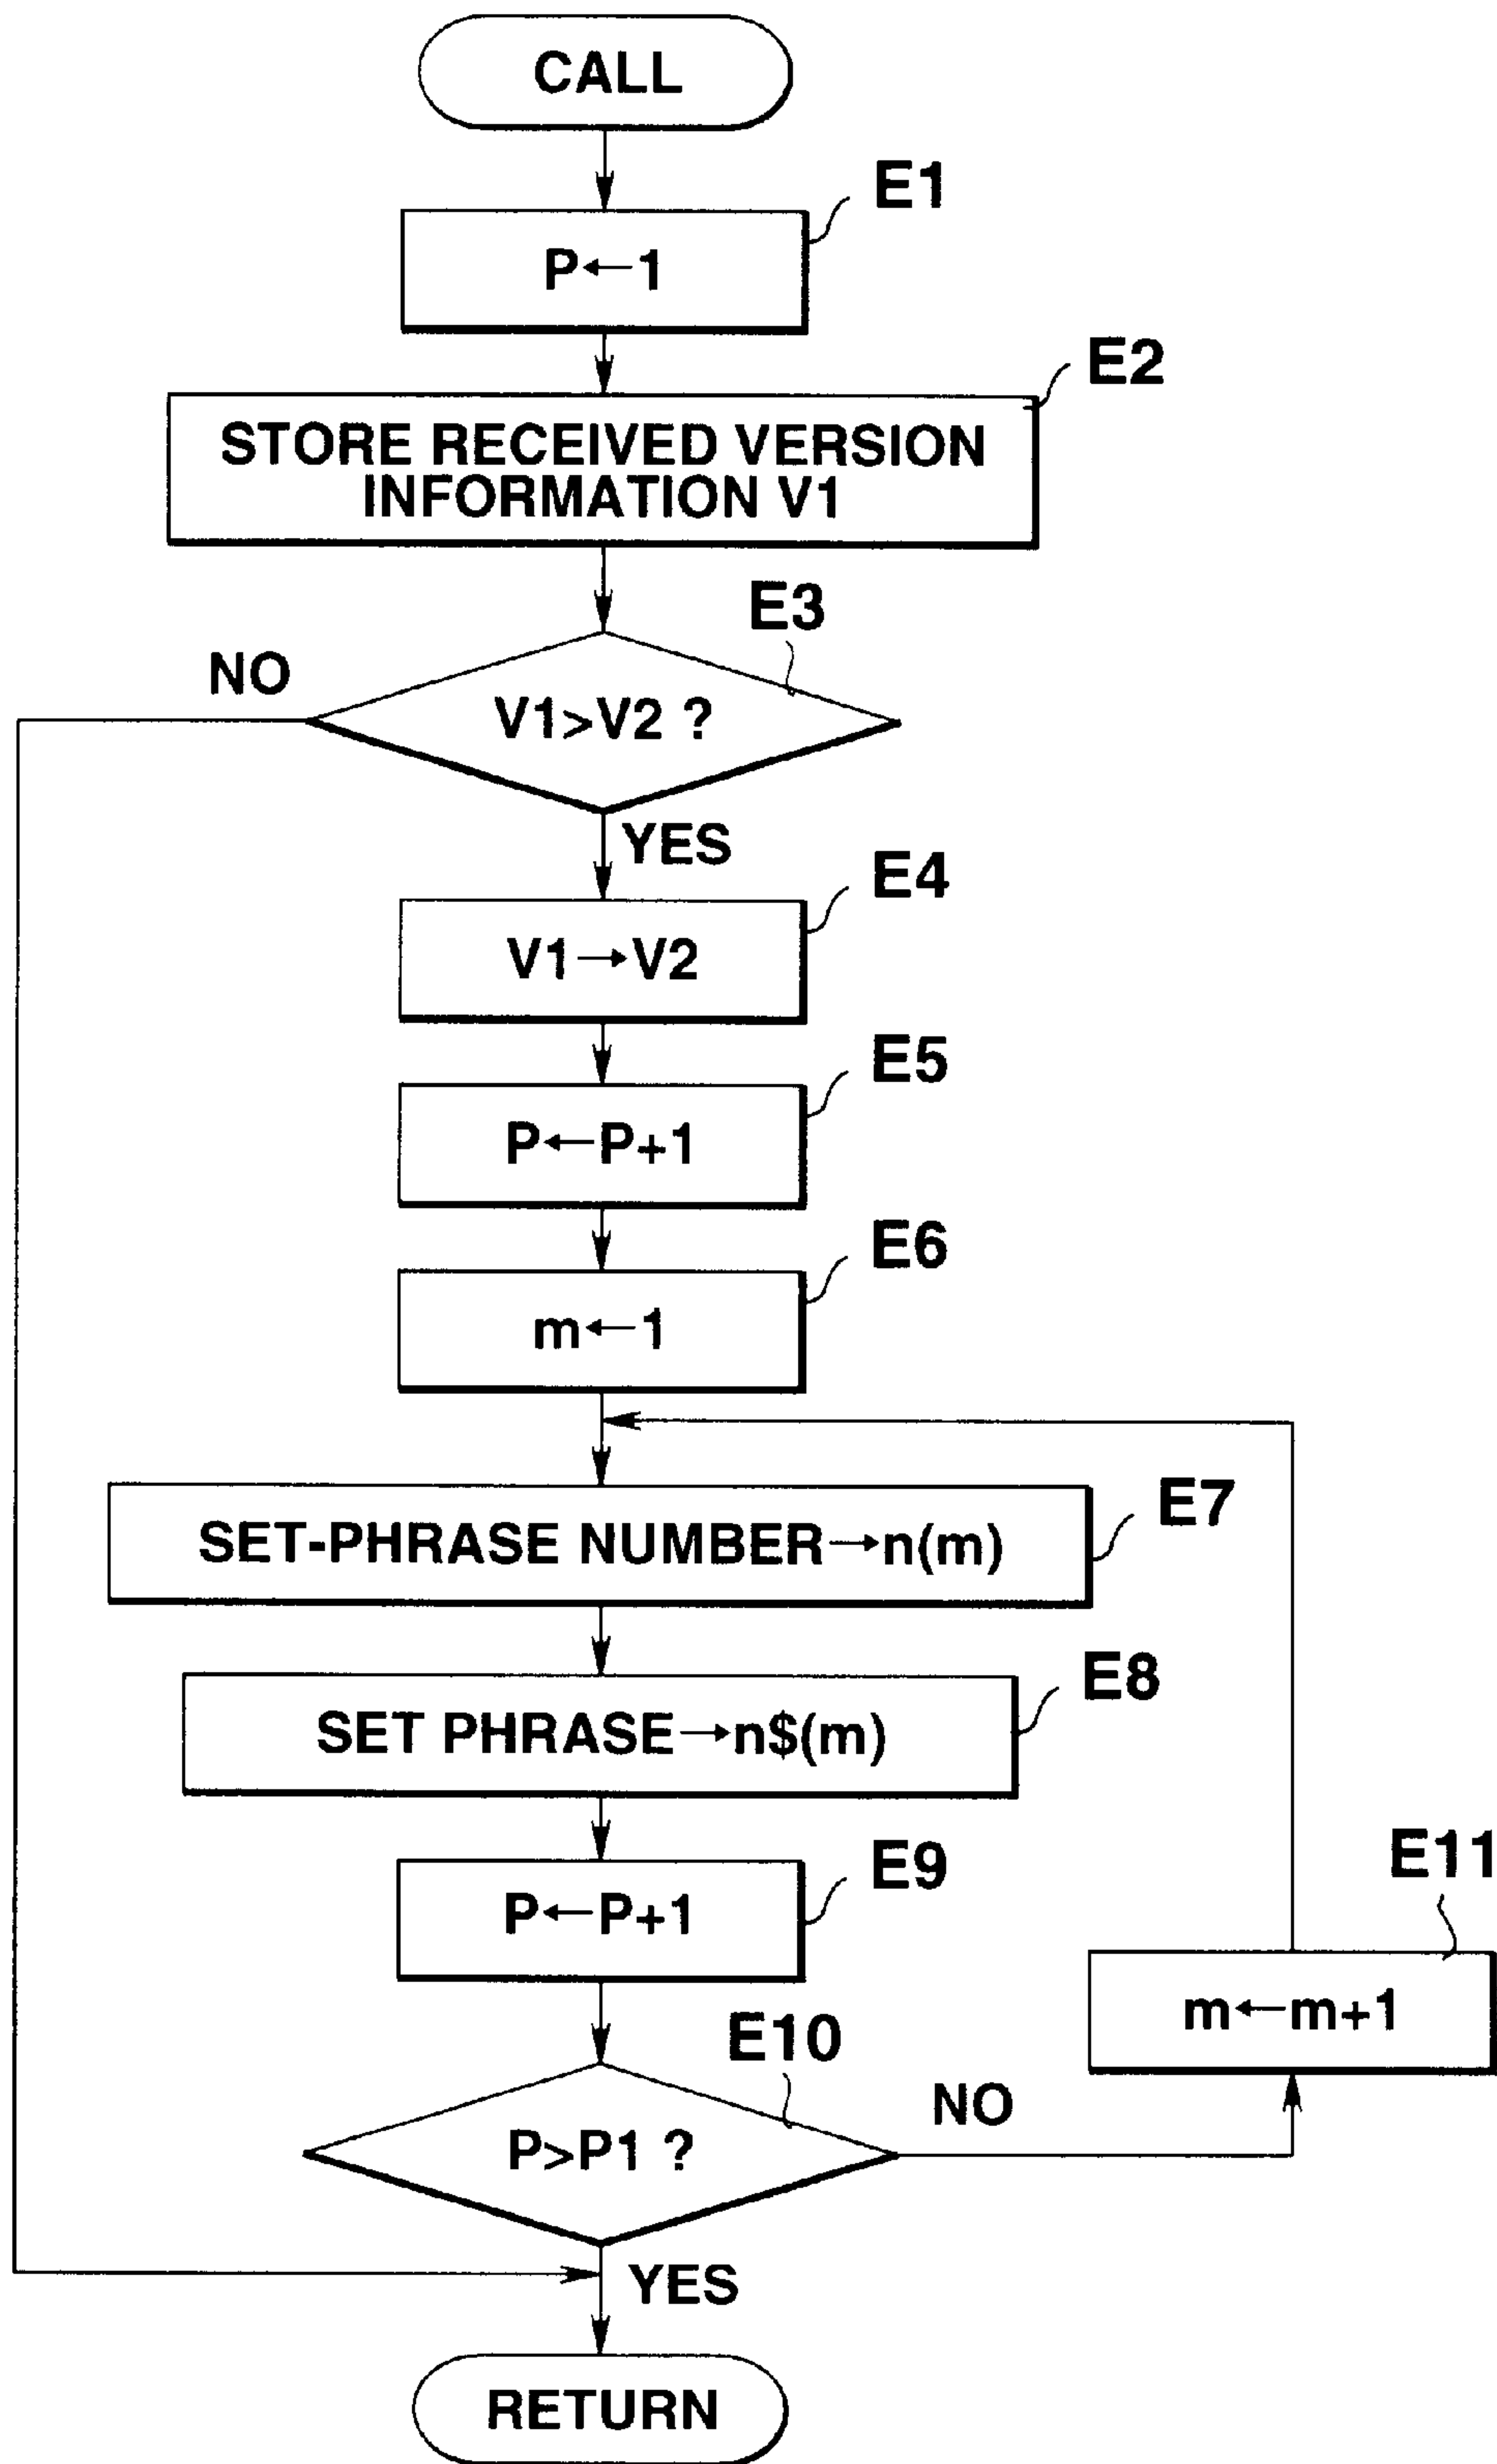 CALL
E1
P←1
E2
STORE RECEIVED VERSION
INFORMATION V1
E3
NO
V1>V2 ?
YES
E4
V1→V2
E5
P←P+1
E6
m←1
E7
SET-PHRASE NUMBER→n(m)
E8
SET PHRASE→n$(m)
E9
P←P+1
E11
m←m+1
E10
NO
P>P1 ?
YES
RETURN